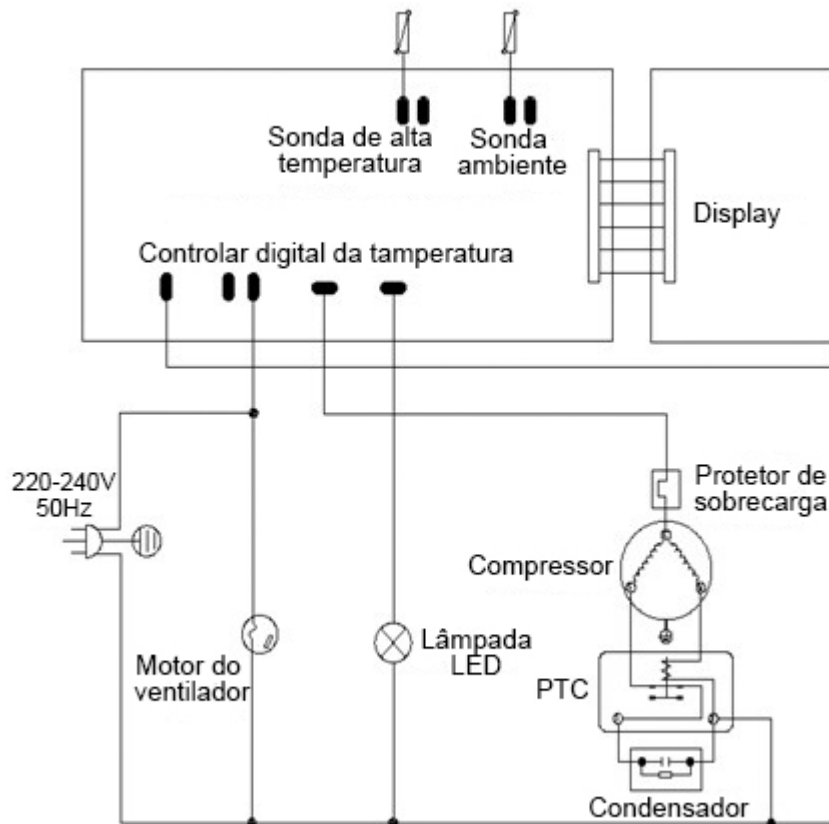 Sonda de alta
temperatura
Sonda
ambiente
Display
Controlar digital da tamperatura
220-240V
50Hz
Protetor de
sobrecarga
Compressor
Motor do
ventilador
Lâmpada
LED
PTC
Condensador